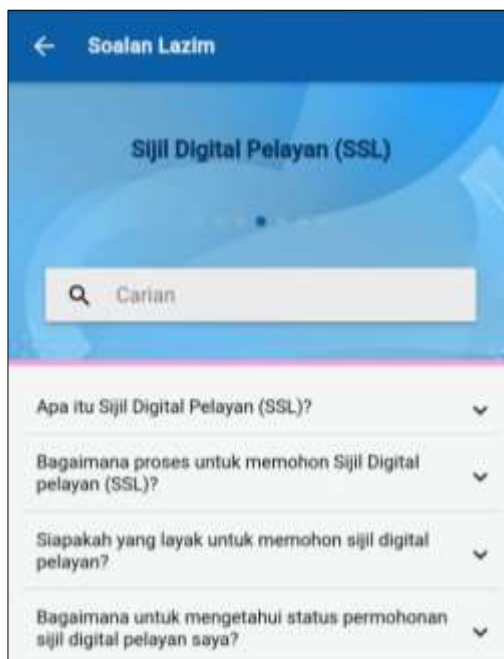 Soalan Lazim
Sijil Digital Pelayan (SSL)
Carian
Apa itu Sijil Digital Pelayan (SSL)?
Bagaimana proses untuk memohon Sijil Digital
pelayan (SSL)?
Siapakah yang layak untuk memohon sijil digital
pelayan?
Bagaimana untuk mengetahui status permohonan
sijil digital pelayan saya?